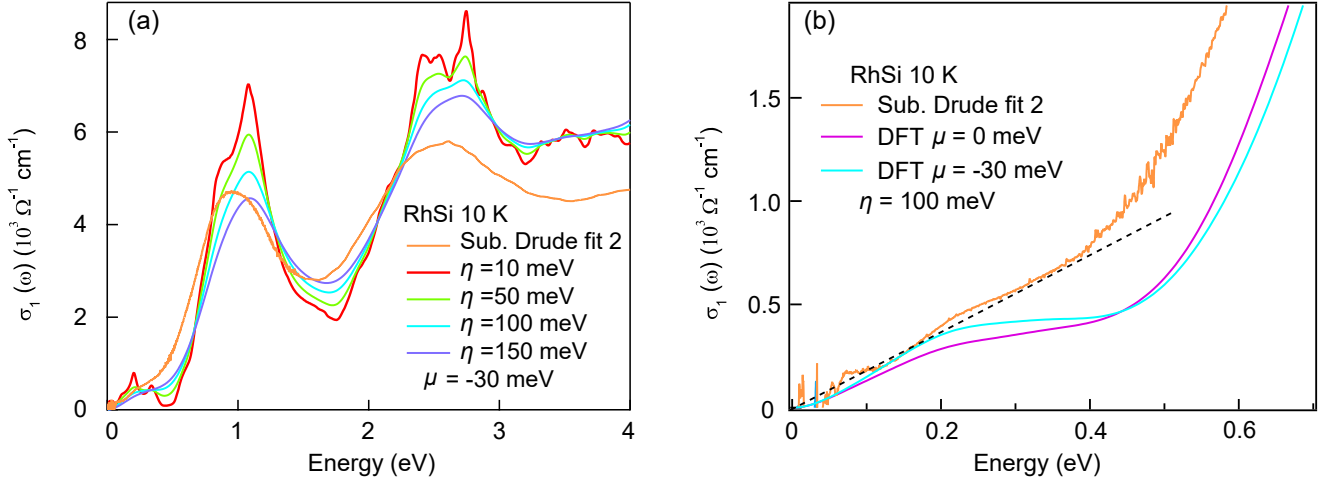 (a)
8
6
4
2
0
σ1 (ω) (10³ Ω-1 cm-1)
RhSi 10 K
Sub. Drude fit 2
η =10 meV
η =50 meV
η =100 meV
η =150 meV
μ = -30 meV
0 1 2 3 4
Energy (eV)
(b)
1.5
1.0
0.5
0
σ1 (ω) (10³ Ω-1 cm-1)
RhSi 10 K
Sub. Drude fit 2
DFT μ = 0 meV
DFT μ = -30 meV
η = 100 meV
0 0.2 0.4 0.6
Energy (eV)